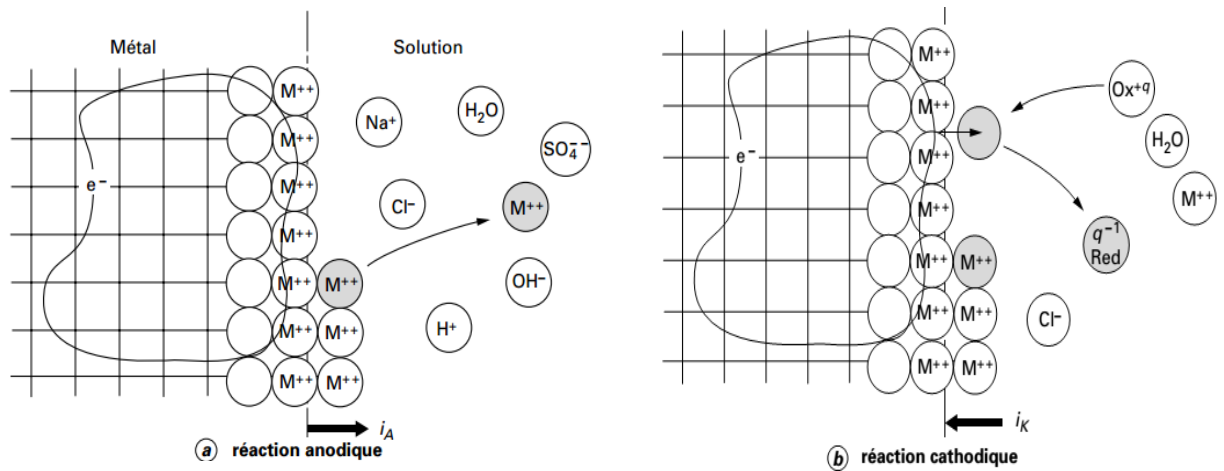 Métal
Solution
M++
M++
M++
M++
M++ M++
M++ M++
M++ M++
e−
Na+
H2O
SO4−−
Cl−
M++
OH−
H+
iA
a réaction anodique
M++
M++
M++
M++
M++ M++
M++ M++
M++ M++
e−
Ox+q
H2O
M++
q−1
Red
Cl−
iK
b réaction cathodique